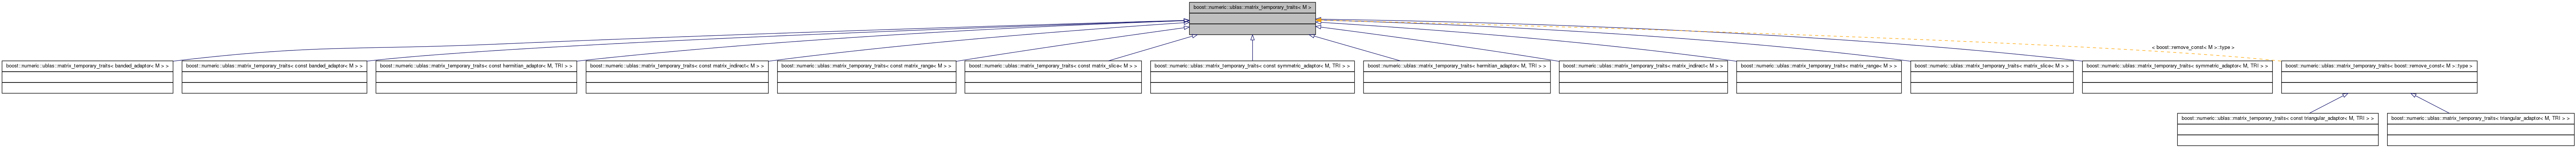 boost::numeric::ublas::matrix_temporary_traits< M >
< boost::remove_const< M >::type >
boost::numeric::ublas::matrix_temporary_traits< banded_adaptor< M > >
boost::numeric::ublas::matrix_temporary_traits< const banded_adaptor< M > >
boost::numeric::ublas::matrix_temporary_traits< const hermitian_adaptor< M, TRI > >
boost::numeric::ublas::matrix_temporary_traits< const matrix_indirect< M > >
boost::numeric::ublas::matrix_temporary_traits< const matrix_range< M > >
boost::numeric::ublas::matrix_temporary_traits< const matrix_slice< M > >
boost::numeric::ublas::matrix_temporary_traits< const symmetric_adaptor< M, TRI > >
boost::numeric::ublas::matrix_temporary_traits< hermitian_adaptor< M, TRI > >
boost::numeric::ublas::matrix_temporary_traits< matrix_indirect< M > >
boost::numeric::ublas::matrix_temporary_traits< matrix_range< M > >
boost::numeric::ublas::matrix_temporary_traits< matrix_slice< M > >
boost::numeric::ublas::matrix_temporary_traits< symmetric_adaptor< M, TRI > >
boost::numeric::ublas::matrix_temporary_traits< boost::remove_const< M >::type >
boost::numeric::ublas::matrix_temporary_traits< const triangular_adaptor< M, TRI > >
boost::numeric::ublas::matrix_temporary_traits< triangular_adaptor< M, TRI > >